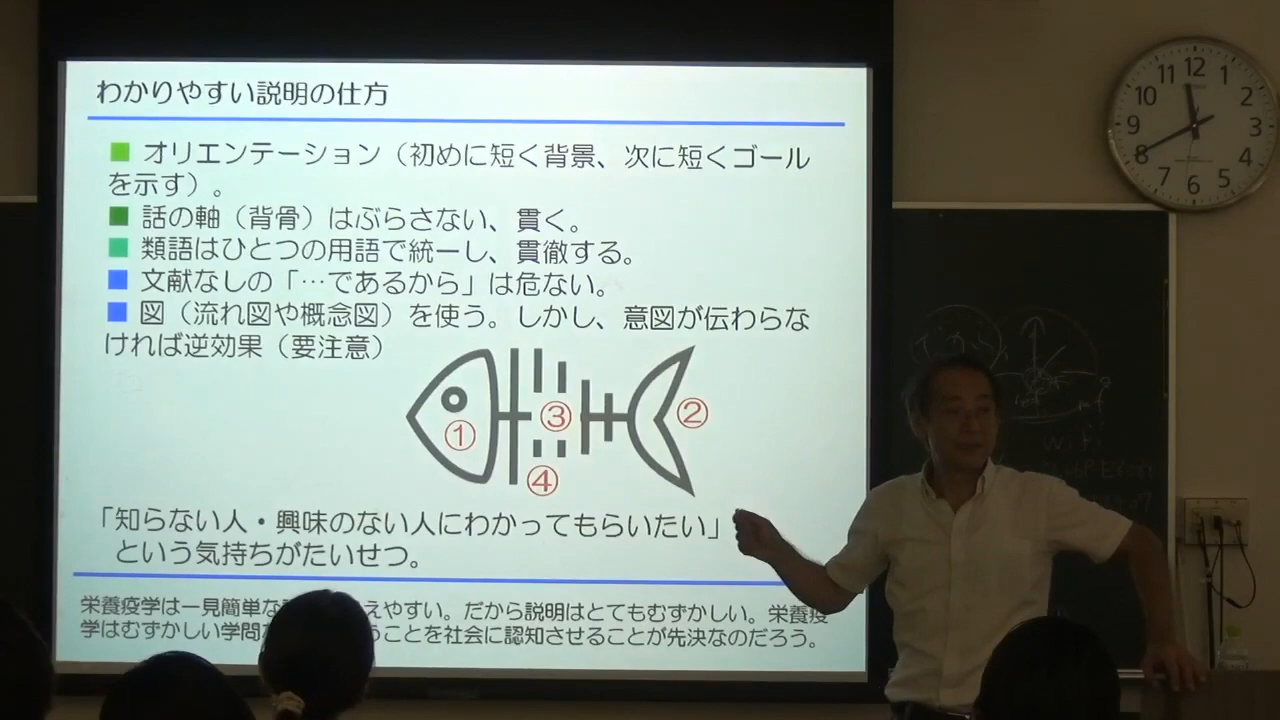 わかりやすい説明の仕方
オリエンテーション（初めに短く背景、次に短くゴール
を示す）。
話の軸（背骨）はぶらさない、貫く。
類語はひとつの用語で統一し、貫徹する。
文献なしの「…であるから」は危ない。
図（流れ図や概念図）を使う。しかし、意図が伝わらな
ければ逆効果（要注意）
① ③ ②
④
「知らない人・興味のない人にわかってもらいたい」
という気持ちがたいせつ。
栄養疫学は一見簡単な えやすい。だから説明はとてもむずかしい。栄養疫
学はむずかしい学問 うことを社会に認知させることが先決なのだろう。
12 1 2 3 4 5 6 7 8 9 10 11
wifi